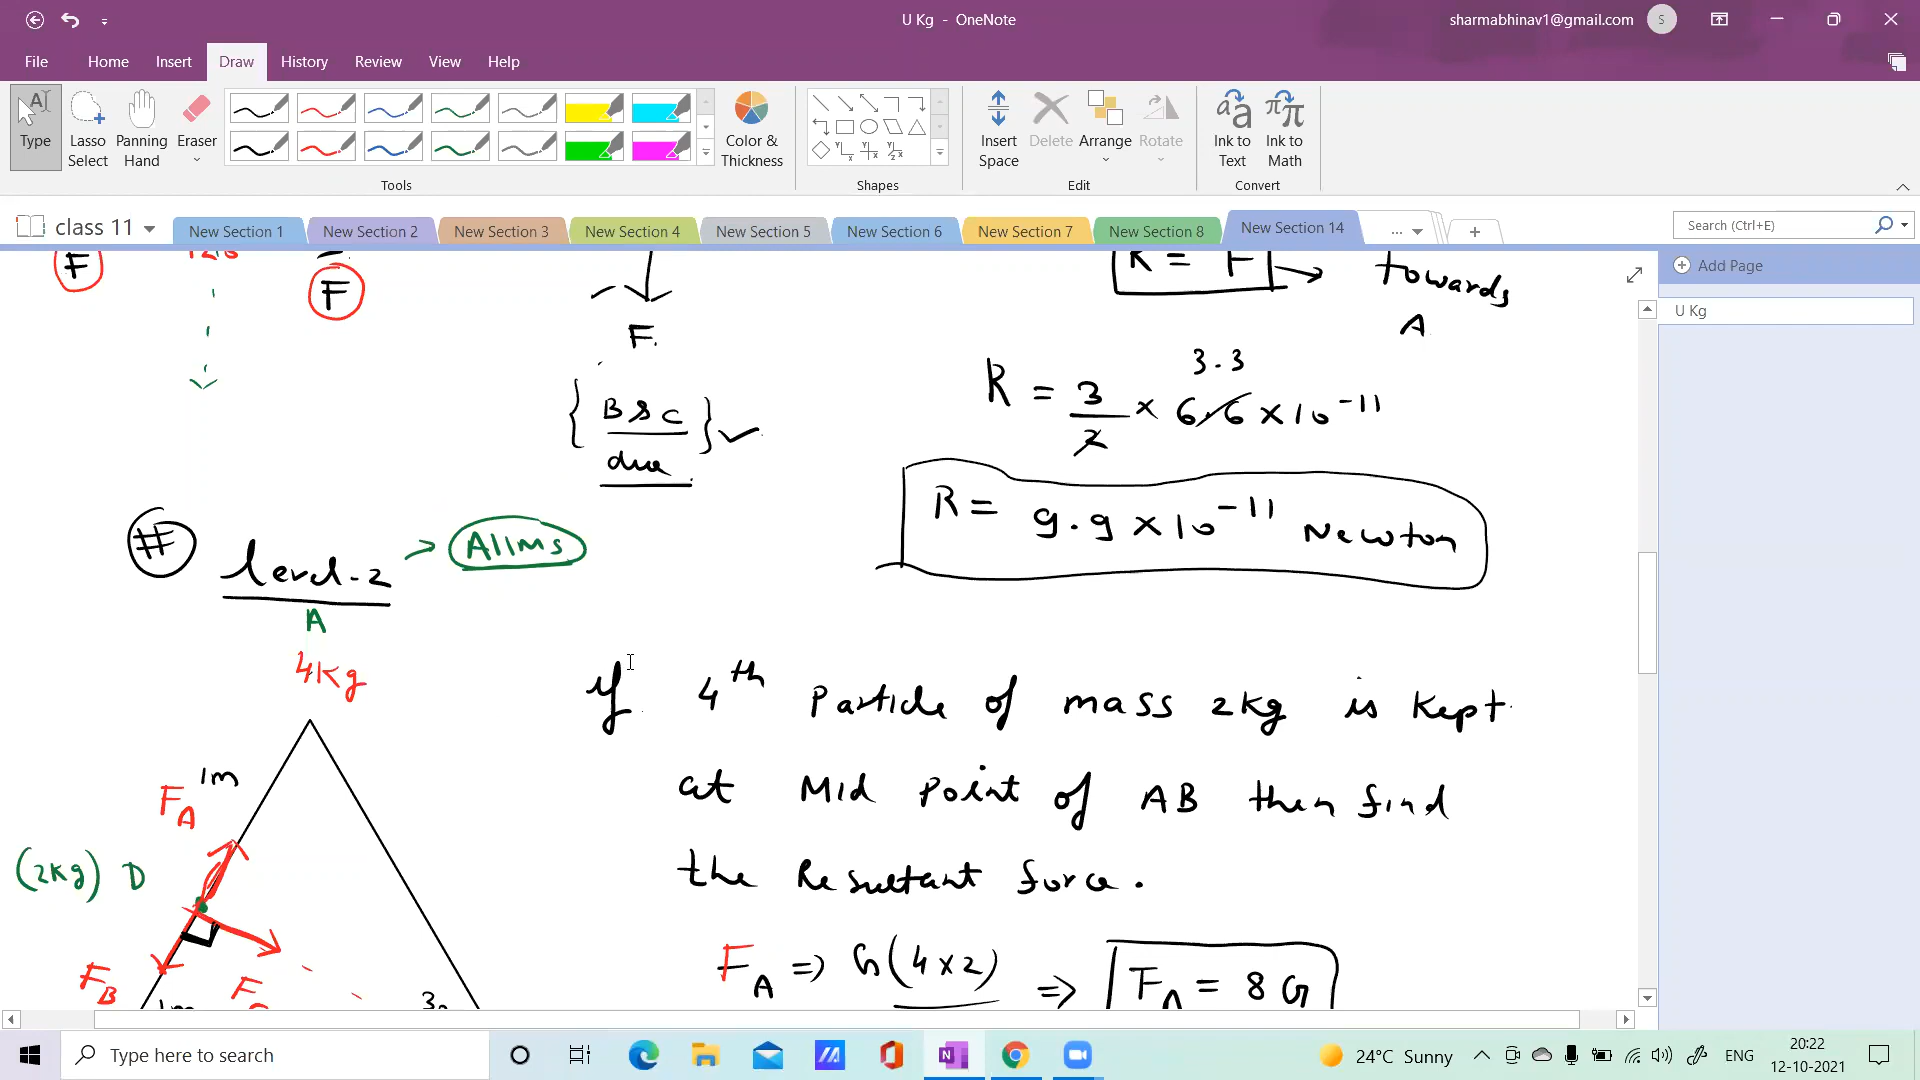 U Kg - OneNote
sharmabhinav1@gmail.com S
File Home Insert Draw History Review View Help
Type
Lasso Select
Panning Hand
Eraser
Color & Thickness
Insert Space
Delete
Arrange
Rotate
Ink to Text
Ink to Math
Tools Shapes Edit Convert
class 11 New Section 1 New Section 2 New Section 3 New Section 4 New Section 5 New Section 6 New Section 7 New Section 8 New Section 14 ... + Search (Ctrl+E)
Add Page
U Kg
F
F
F
R = F → towards
A
3.3
R = 3/2 × 6.6 × 10^-11
{ B & C } ✓
due
R = 9.9 × 10^-11 Newton
# level-2 → AIIMS
A
4Kg
If 4th Particle of mass 2kg is kept
at Mid Point of AB then find
the Resultant force.
FA 1m
(2Kg) D
FB
1m
FA => G(4×2) => FA = 8G
Type here to search
24°C Sunny
ENG
20:22
12-10-2021